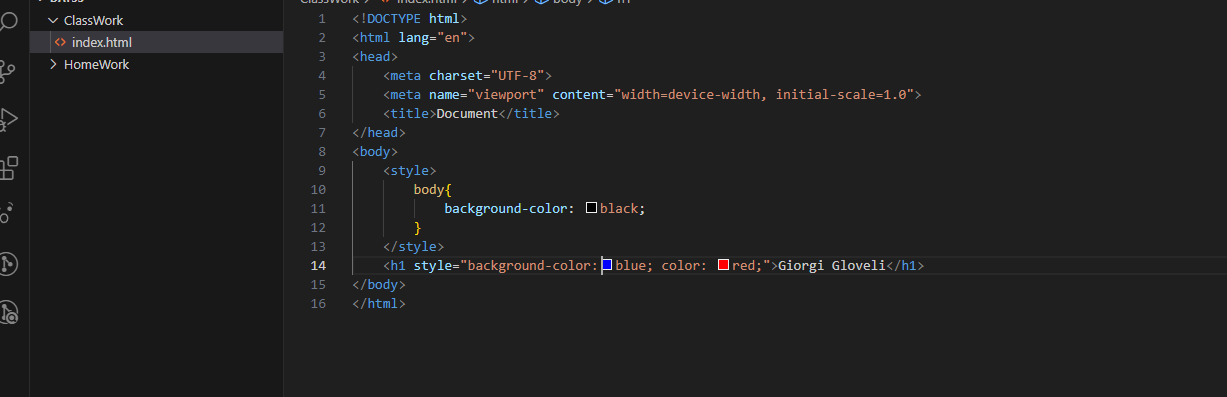 ClassWork
index.html
HomeWork
ClassWork > index.html > html > body > h1
1 <!DOCTYPE html>
2 <html lang="en">
3 <head>
4 <meta charset="UTF-8">
5 <meta name="viewport" content="width=device-width, initial-scale=1.0">
6 <title>Document</title>
7 </head>
8 <body>
9 <style>
10 body{
11 background-color: black;
12 }
13 </style>
14 <h1 style="background-color:blue; color: red;">Giorgi Gloveli</h1>
15 </body>
16 </html>